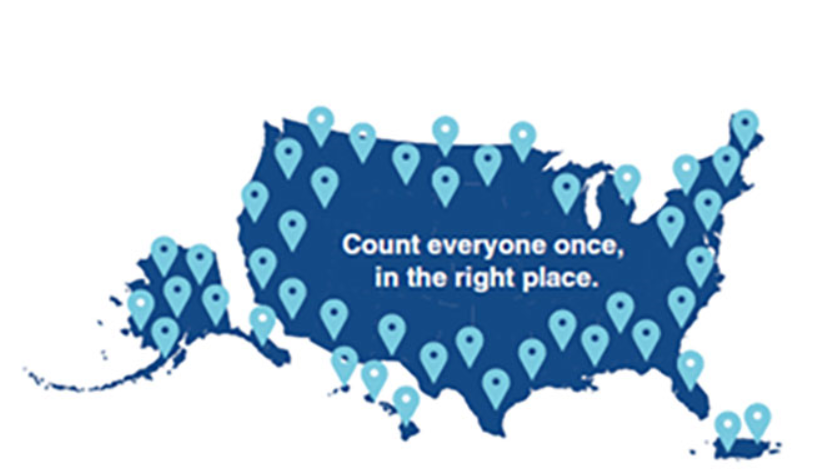 Count everyone once,
in the right place.